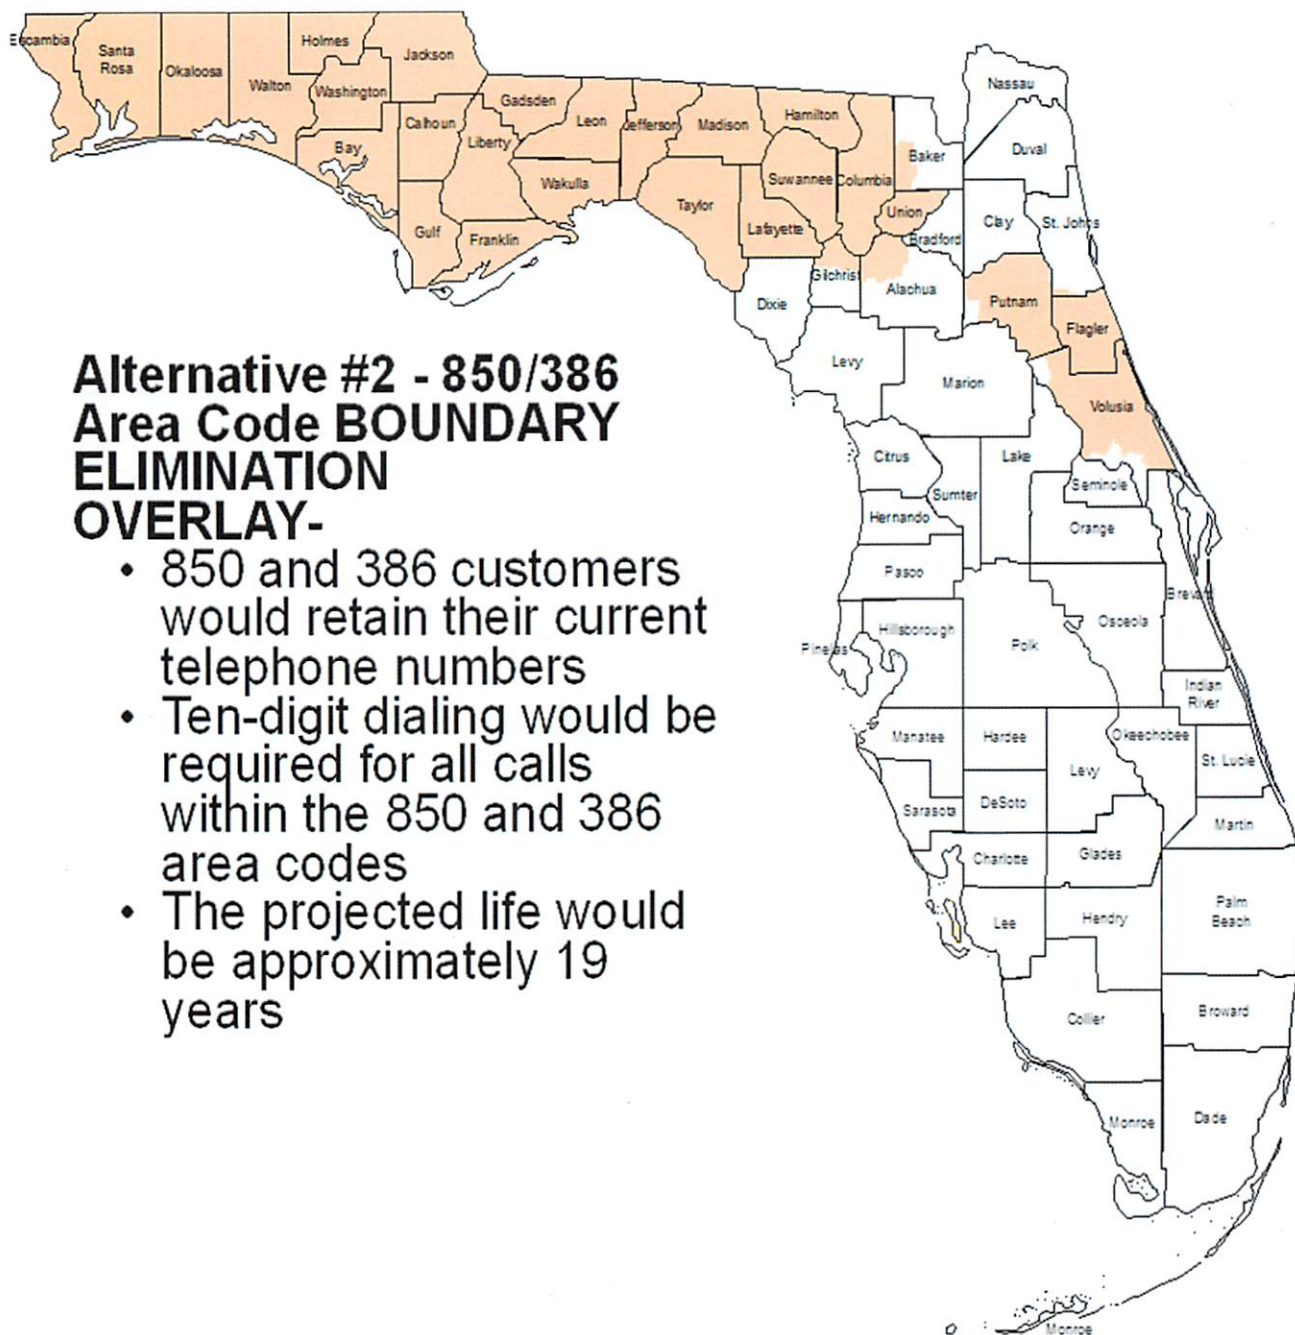 Escambia
Santa
Rosa
Okaloosa
Walton
Holmes
Washington
Jackson
Bay
Calhoun
Gulf
Liberty
Gadsden
Franklin
Leon
Wakulla
Jefferson
Madison
Taylor
Hamilton
Suwannee
Lafayette
Columbia
Baker
Union
Bradford
Gilchrist
Alachua
Dixie
Nassau
Duval
Clay
St. Johns
Putnam
Flagler
Volusia
Levy
Marion
Alternative #2 - 850/386
Area Code BOUNDARY
ELIMINATION
OVERLAY-
• 850 and 386 customers
would retain their current
telephone numbers
• Ten-digit dialing would be
required for all calls
within the 850 and 386
area codes
• The projected life would
be approximately 19
years
Citrus
Sumter
Lake
Seminole
Hernando
Orange
Pasco
Brevard
Hillsborough
Pinellas
Polk
Osceola
Indian
River
Manatee
Hardee
Okeechobee
St. Lucie
Levy
Sarasota
DeSoto
Martin
Charlotte
Glades
Lee
Hendry
Palm
Beach
Collier
Broward
Monroe
Dade
Monroe